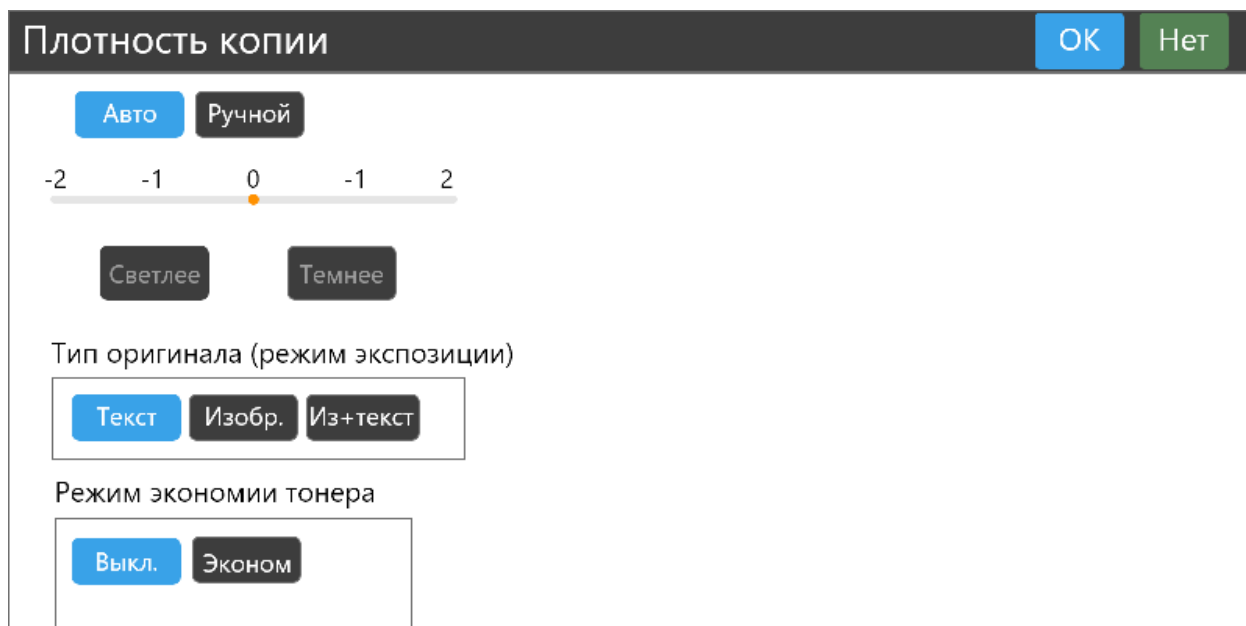 Плотность копии OK Нет
Авто Ручной
-2 -1 0 -1 2
Светлее Темнее
Тип оригинала (режим экспозиции)
Текст Изобр. Из+текст
Режим экономии тонера
Выкл. Эконом